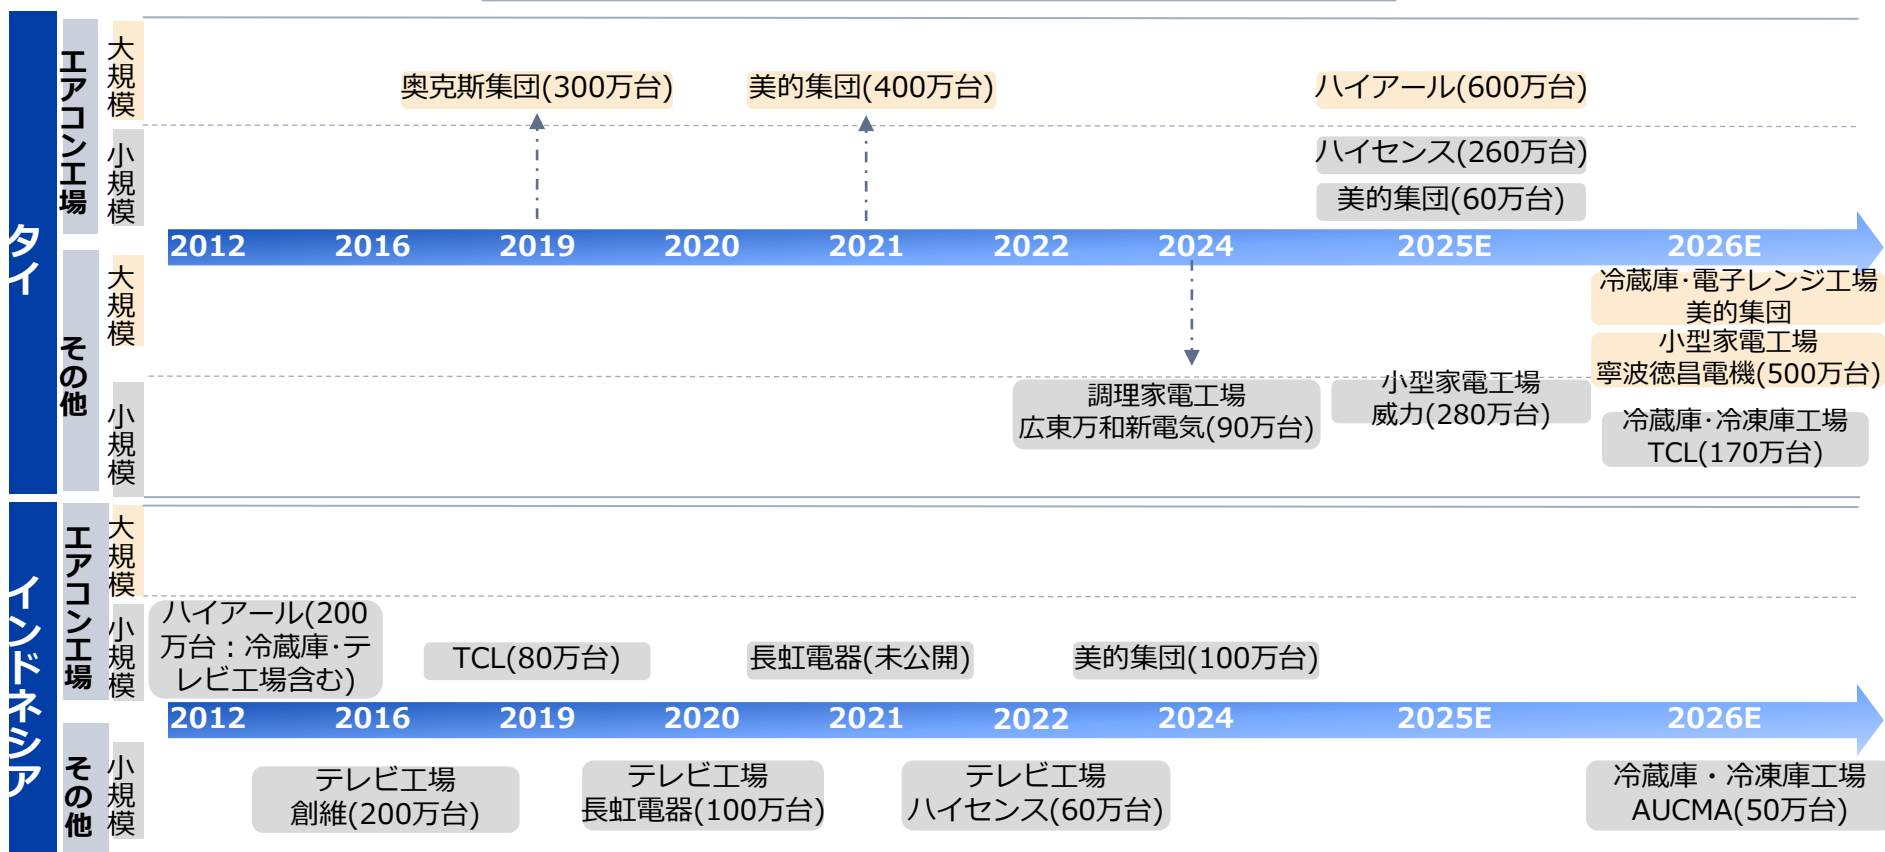 タイ
エアコン工場
大規模
奥克斯集団(300万台)
美的集団(400万台)
ハイアール(600万台)
小規模
ハイセンス(260万台)
美的集団(60万台)
2012 2016 2019 2020 2021 2022 2024 2025E 2026E
その他
大規模
冷蔵庫･電子レンジ工場
美的集団
小型家電工場
寧波徳昌電機(500万台)
小規模
調理家電工場
広東万和新電気(90万台)
小型家電工場
威力(280万台)
冷蔵庫･冷凍庫工場
TCL(170万台)
インドネシア
エアコン工場
大規模
小規模
ハイアール(200
万台：冷蔵庫･テ
レビ工場含む)
TCL(80万台)
長虹電器(未公開)
美的集団(100万台)
2012 2016 2019 2020 2021 2022 2024 2025E 2026E
その他
小規模
テレビ工場
創維(200万台)
テレビ工場
長虹電器(100万台)
テレビ工場
ハイセンス(60万台)
冷蔵庫・冷凍庫工場
AUCMA(50万台)